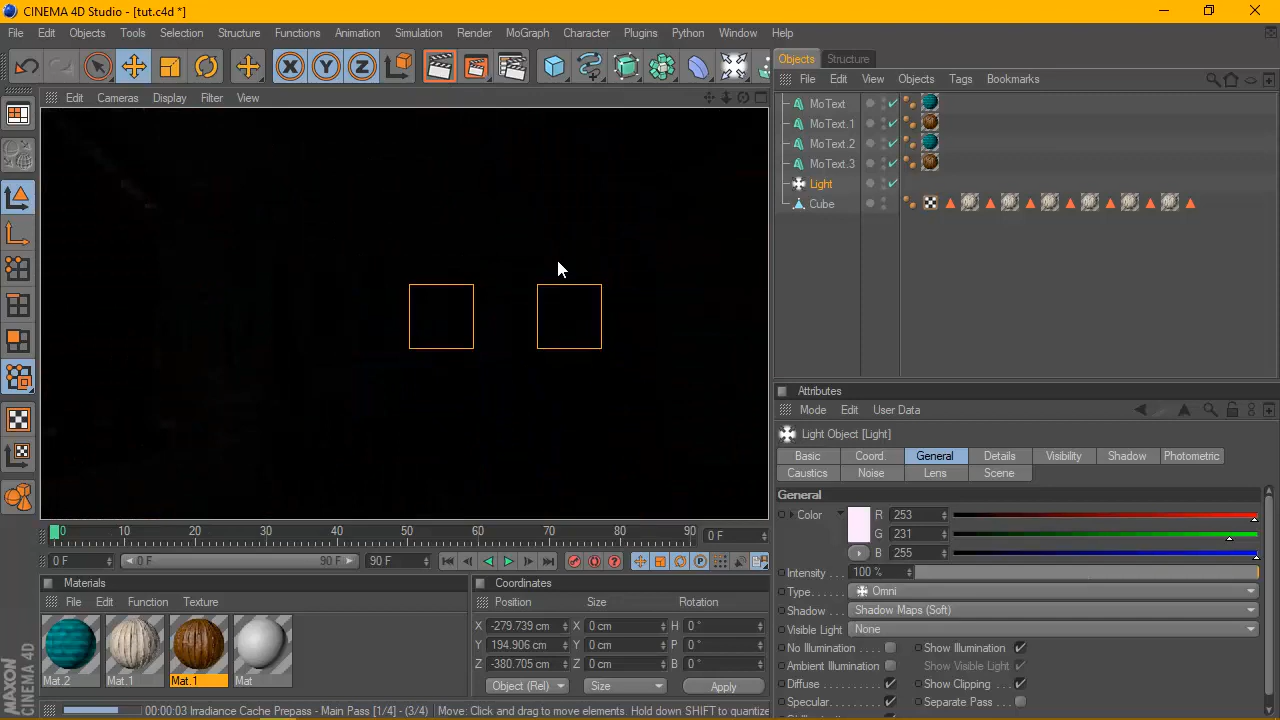 CINEMA 4D Studio - [tut.c4d *]
File Edit Objects Tools Selection Structure Functions Animation Simulation Render MoGraph Character Plugins Python Window Help
Edit Cameras Display Filter View
Objects Structure
File Edit View Objects Tags Bookmarks
MoText
MoText.1
MoText.2
MoText.3
Light
Cube
Attributes
Mode Edit User Data
Light Object [Light]
Basic Coord. General Details Visibility Shadow Photometric
Caustics Noise Lens Scene
General
Color R 253
G 231
B 255
Intensity 100 %
Type Omni
Shadow Shadow Maps (Soft)
Visible Light None
No Illumination Show Illumination
Ambient Illumination Show Visible Light
Diffuse Show Clipping
Specular Separate Pass
0 10 20 30 40 50 60 70 80 90 0 F
0 F 0 F 90 F 90 F
Materials
File Edit Function Texture
Mat.2 Mat.1 Mat.1 Mat
Coordinates
Position Size Rotation
X -279.739 cm X 0 cm H 0 °
Y 194.906 cm Y 0 cm P 0 °
Z -380.705 cm Z 0 cm B 0 °
Object (Rel) Size Apply
MAXON CINEMA 4D
00:00:03 Irradiance Cache Prepass - Main Pass [1/4] - (3/4) Move: Click and drag to move elements. Hold down SHIFT to quantize